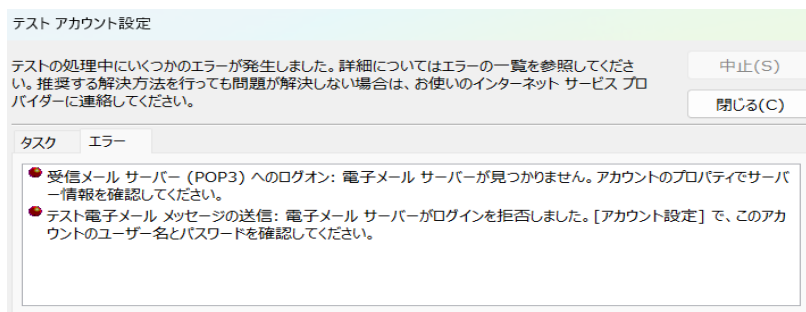 テスト アカウント設定
テストの処理中にいくつかのエラーが発生しました。詳細についてはエラーの一覧を参照してくださ
い。推奨する解決方法を行っても問題が解決しない場合は、お使いのインターネット サービス プロ
バイダーに連絡してください。
中止(S)
閉じる(C)
タスク
エラー
受信メール サーバー (POP3) へのログオン: 電子メール サーバーが見つかりません。アカウントのプロパティでサーバ
ー情報を確認してください。
テスト電子メール メッセージの送信: 電子メール サーバーがログインを拒否しました。[アカウント設定] で、このアカ
ウントのユーザー名とパスワードを確認してください。